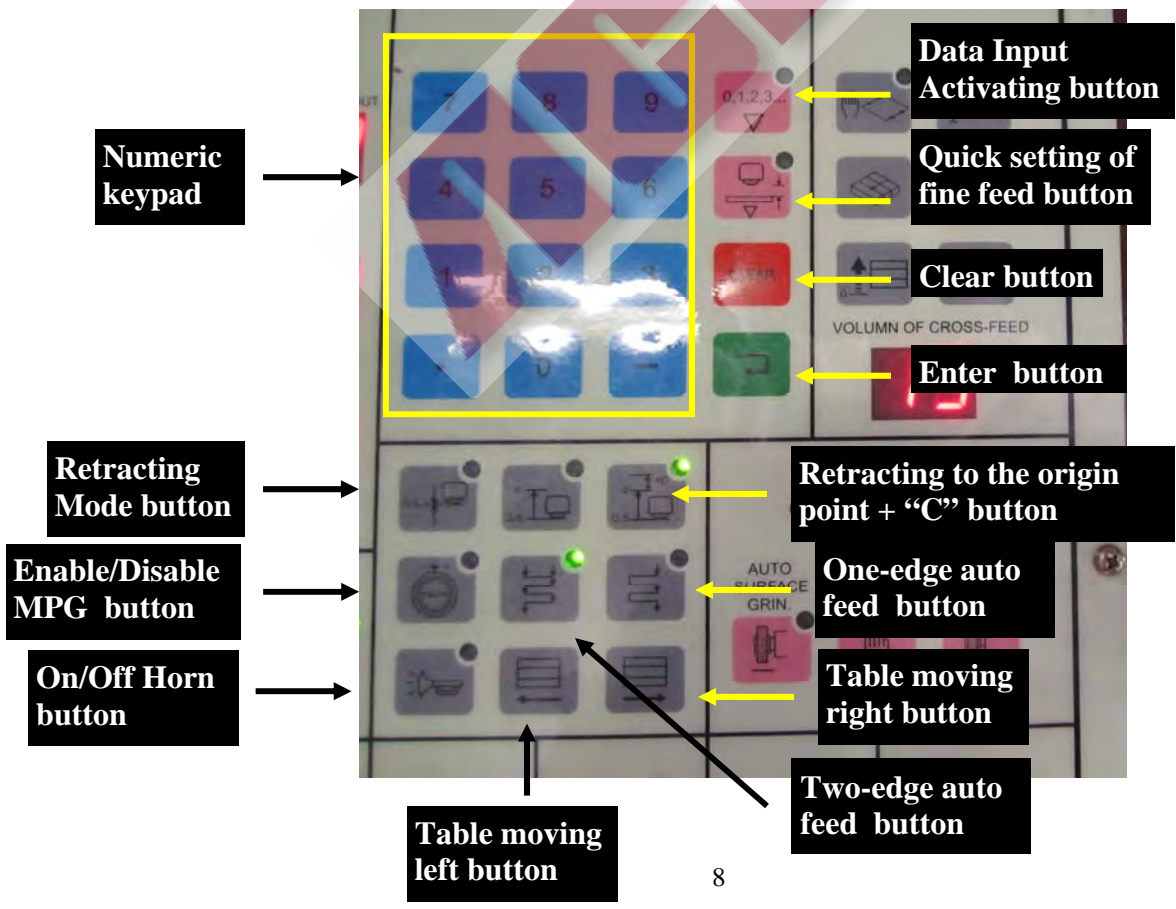 Data Input
Activating button
Numeric
keypad
7
8
9
0,1,2,3...
Quick setting of
fine feed button
4
5
6
1
2
3
CLEAR
Clear button
VOLUMN OF CROSS-FEED
0
Enter button
Retracting
Mode button
Retracting to the origin
point + “C” button
Enable/Disable
MPG button
AUTO
SURFACE
GRIN.
One-edge auto
feed button
On/Off Horn
button
Table moving
right button
Two-edge auto
feed button
Table moving
left button
8